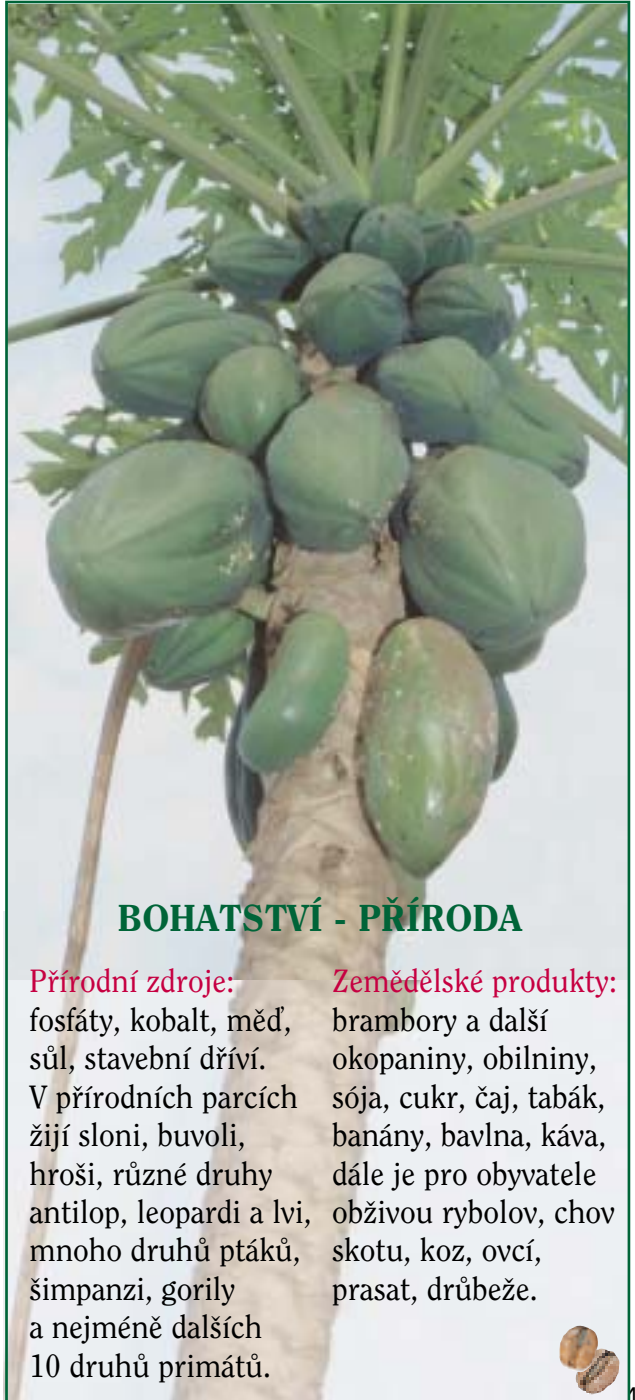 BOHATSTVÍ - PŘÍRODA
Přírodní zdroje:
fosfáty, kobalt, měď,
sůl, stavební dříví.
V přírodních parcích
žijí sloni, buvoli,
hroši, různé druhy
antilop, leopardi a lvi,
mnoho druhů ptáků,
šimpanzi, gorily
a nejméně dalších
10 druhů primátů.
Zemědělské produkty:
brambory a další
okopaniny, obilniny,
sója, cukr, čaj, tabák,
banány, bavlna, káva,
dále je pro obyvatele
obživou rybolov, chov
skotu, koz, ovcí,
prasat, drůbeže.